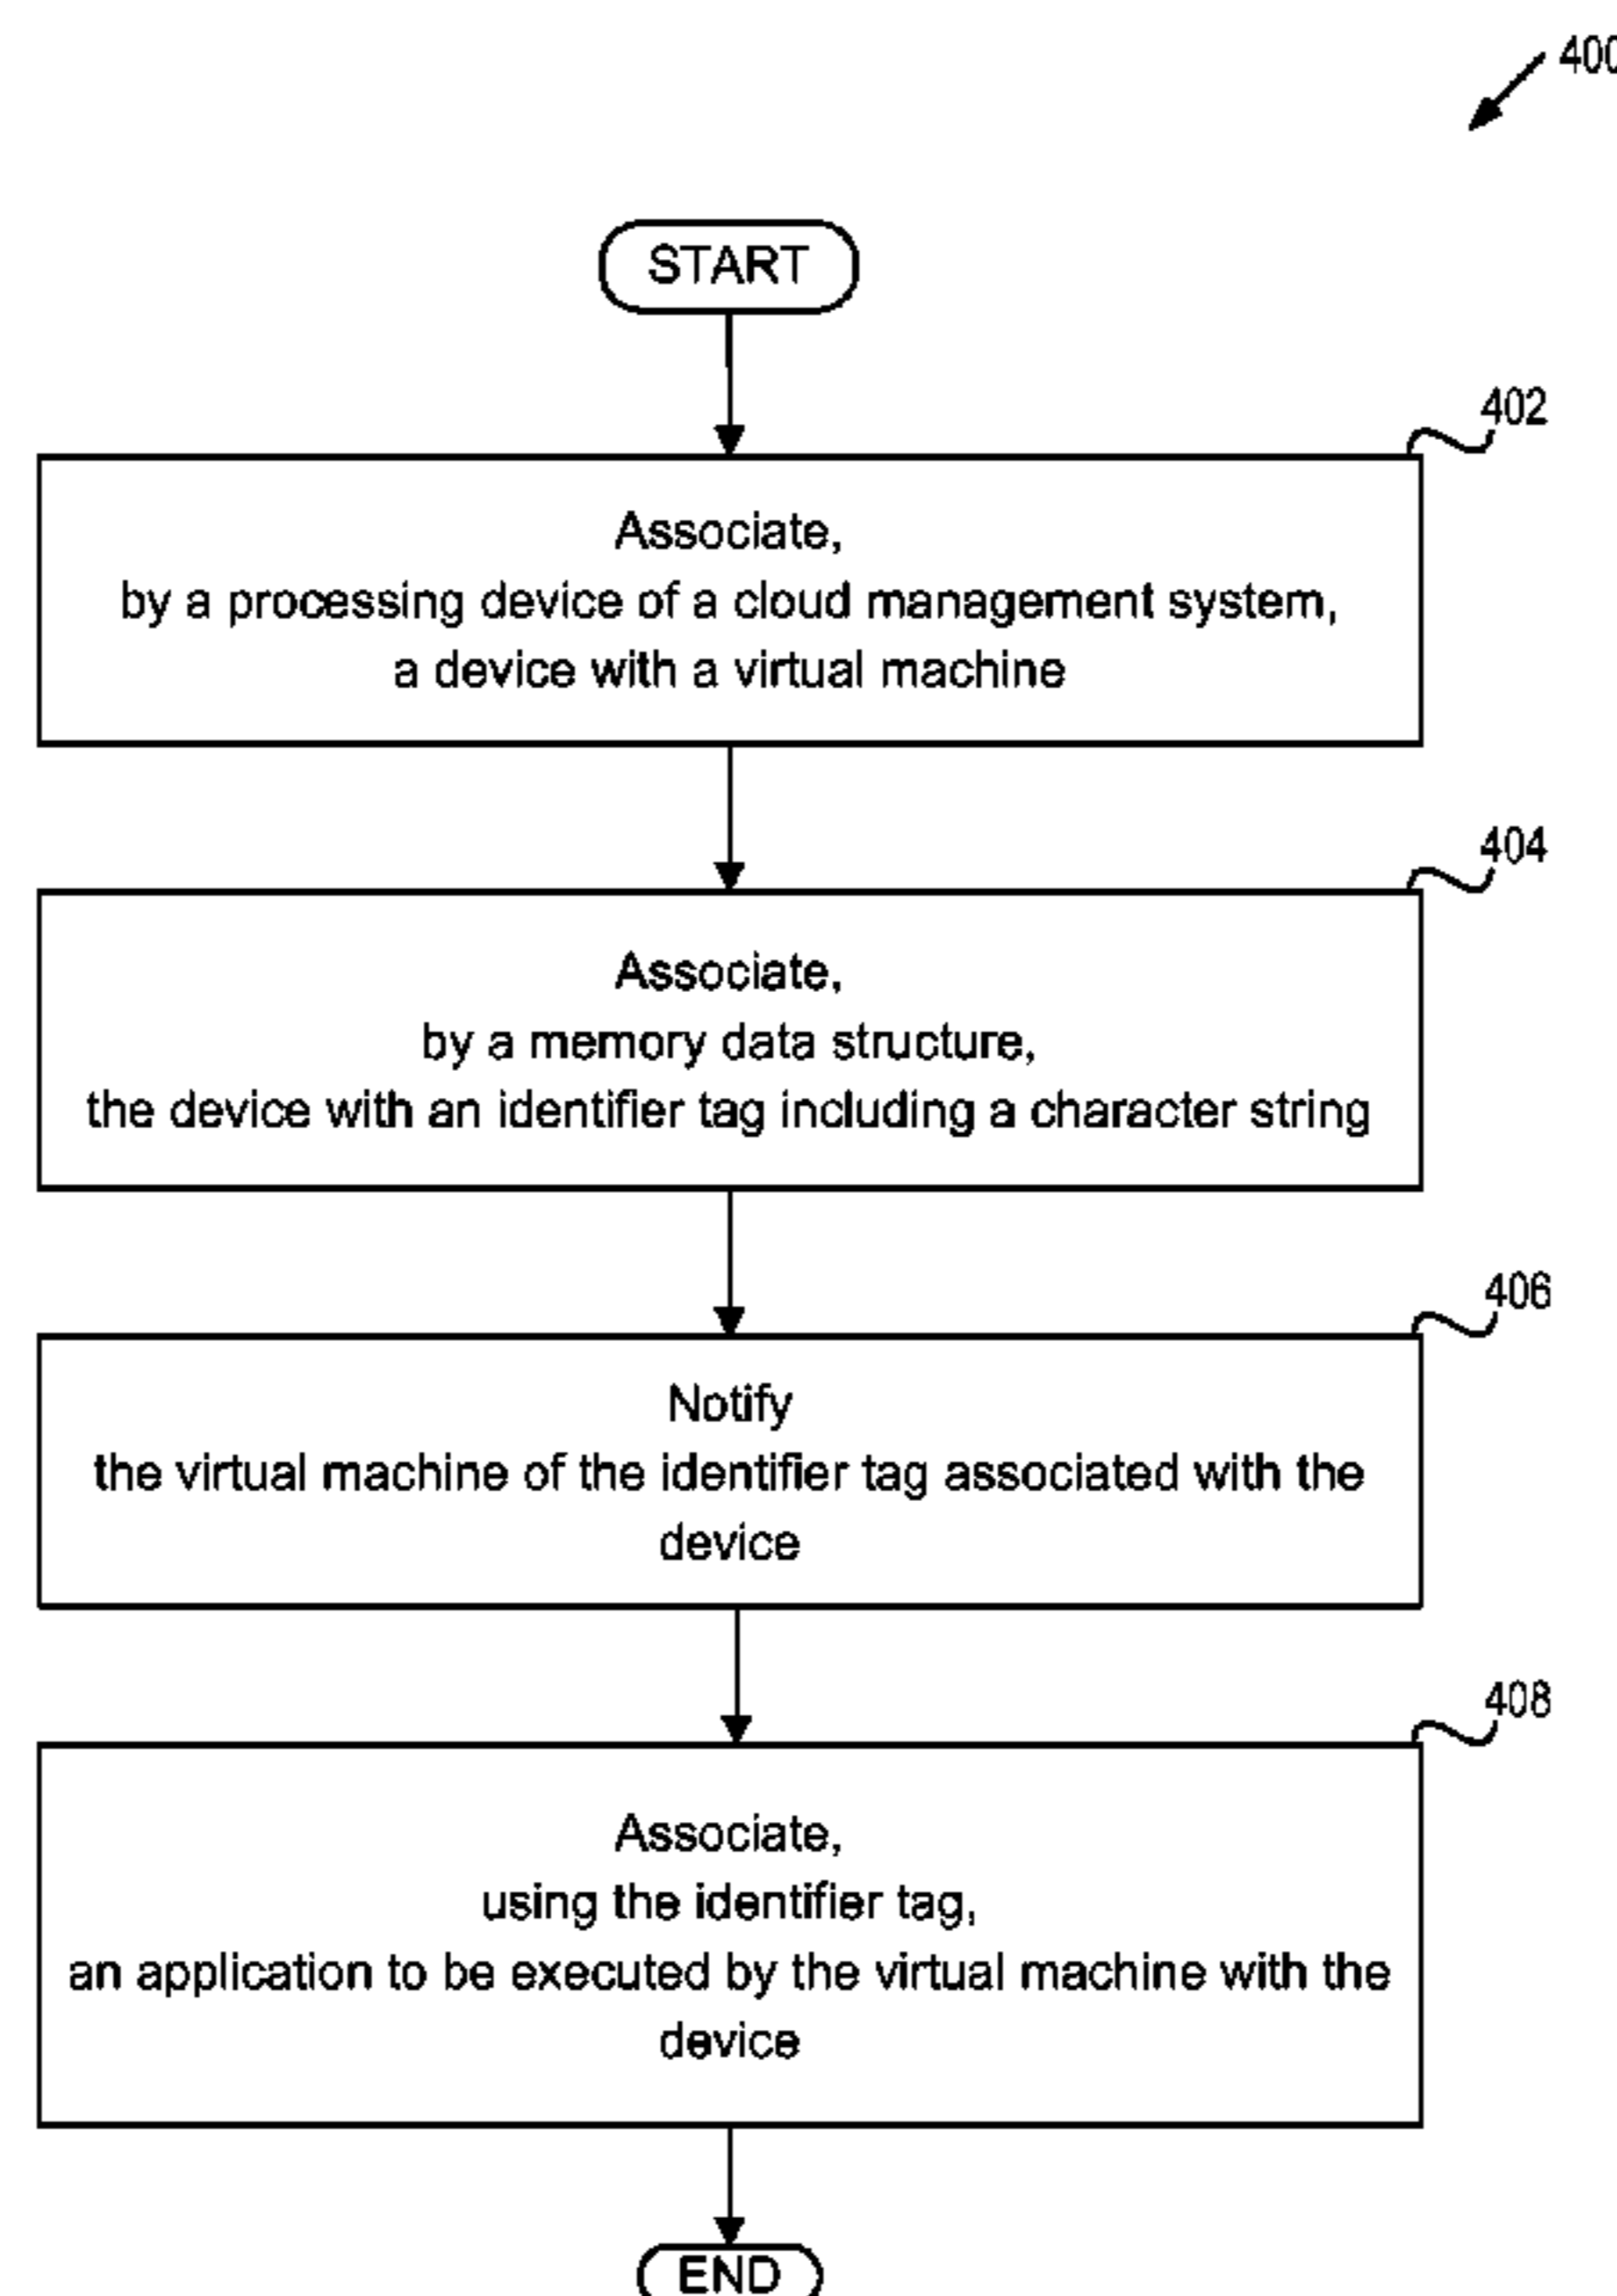 400
START
402
Associate,
by a processing device of a cloud management system,
a device with a virtual machine
404
Associate,
by a memory data structure,
the device with an identifier tag including a character string
406
Notify
the virtual machine of the identifier tag associated with the
device
408
Associate,
using the identifier tag,
an application to be executed by the virtual machine with the
device
END